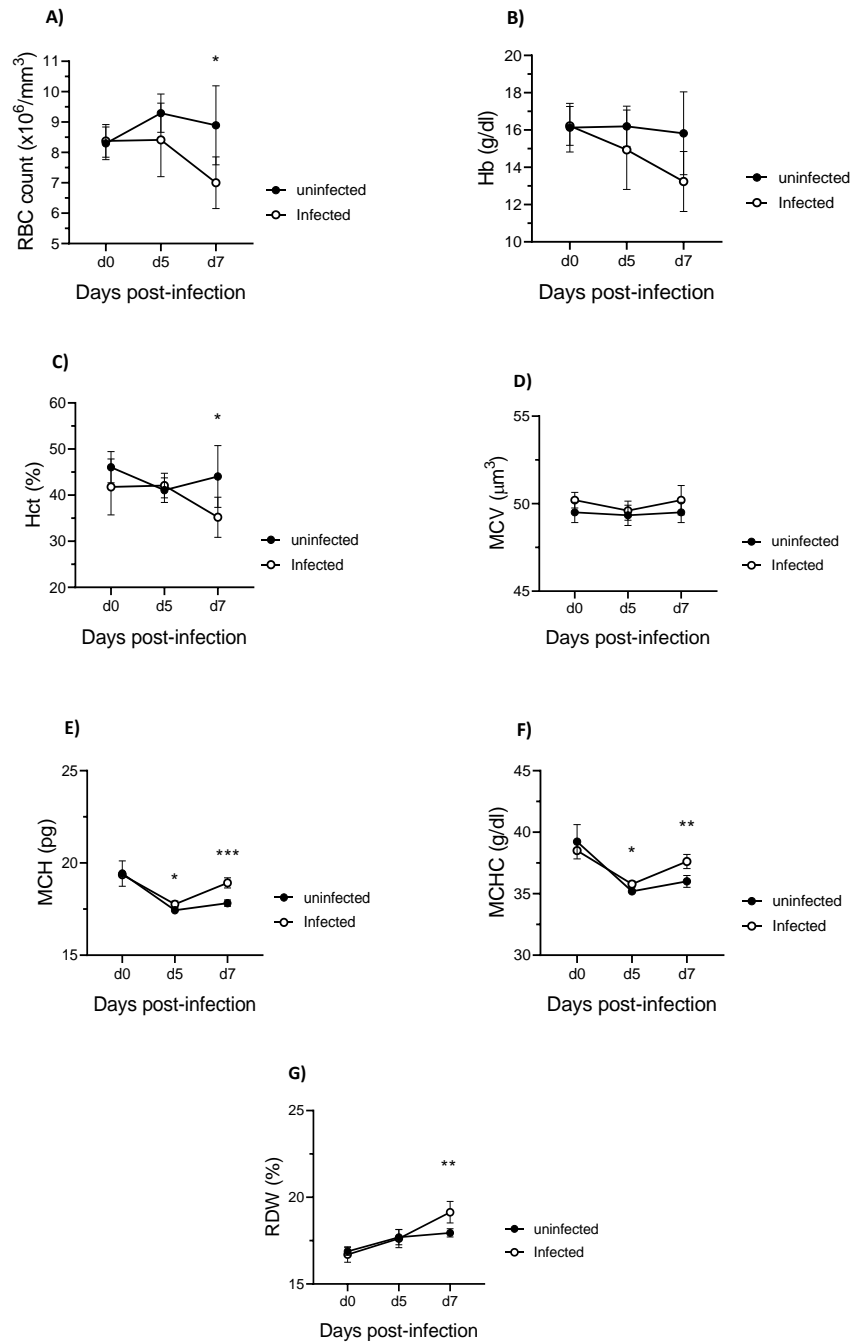 A)
*
RBC count (x10⁶/mm³)
11
10
9
8
7
6
5
d0 d5 d7
Days post-infection
uninfected
Infected
B)
Hb (g/dl)
20
18
16
14
12
10
d0 d5 d7
Days post-infection
uninfected
Infected
C)
*
Hct (%)
60
50
40
30
20
d0 d5 d7
Days post-infection
uninfected
Infected
D)
MCV (μm³)
55
50
45
d0 d5 d7
Days post-infection
uninfected
Infected
E)
* ***
MCH (pg)
25
20
15
d0 d5 d7
Days post-infection
uninfected
Infected
F)
* **
MCHC (g/dl)
45
40
35
30
d0 d5 d7
Days post-infection
uninfected
Infected
G)
**
RDW (%)
25
20
15
d0 d5 d7
Days post-infection
uninfected
Infected